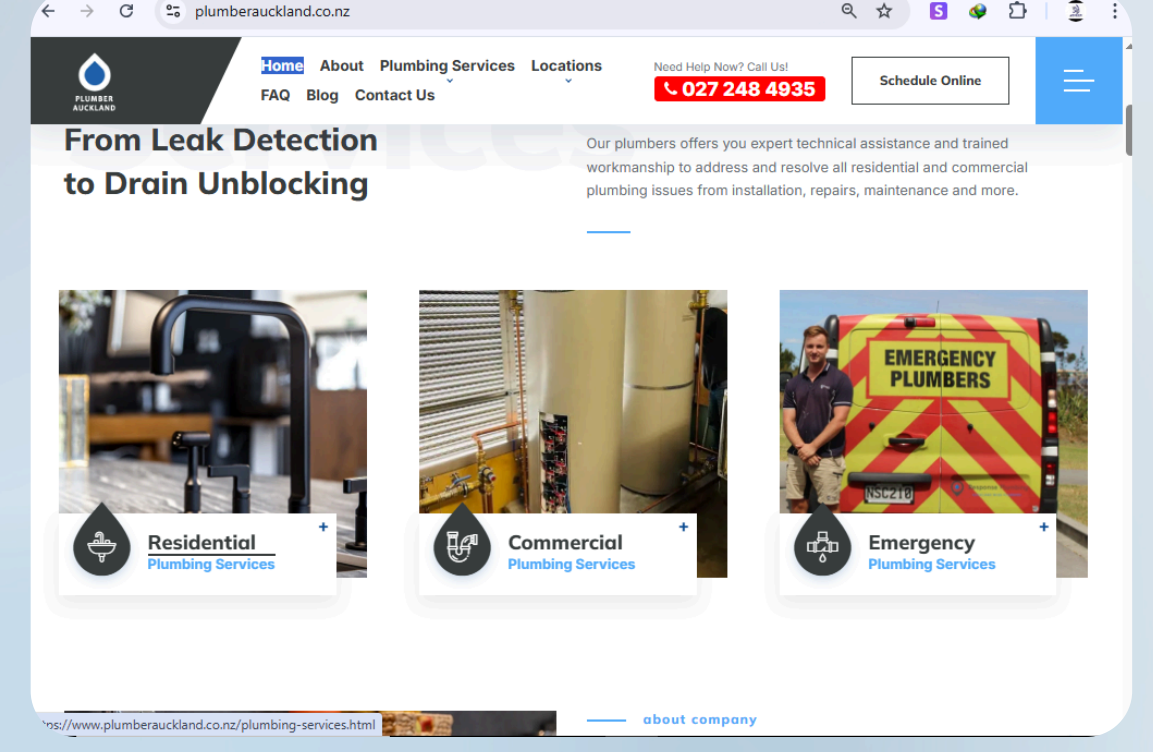 plumberauckland.co.nz
S
PLUMBER
AUCKLAND
Home About Plumbing Services Locations
FAQ Blog Contact Us
Need Help Now? Call Us!
027 248 4935
Schedule Online
Services
From Leak Detection
to Drain Unblocking
Our plumbers offers you expert technical assistance and trained
workmanship to address and resolve all residential and commercial
plumbing issues from installation, repairs, maintenance and more.
EMERGENCY
PLUMBERS
NSC210
Residential
Plumbing Services
+
Commercial
Plumbing Services
+
Emergency
Plumbing Services
+
about company
ps://www.plumberauckland.co.nz/plumbing-services.html